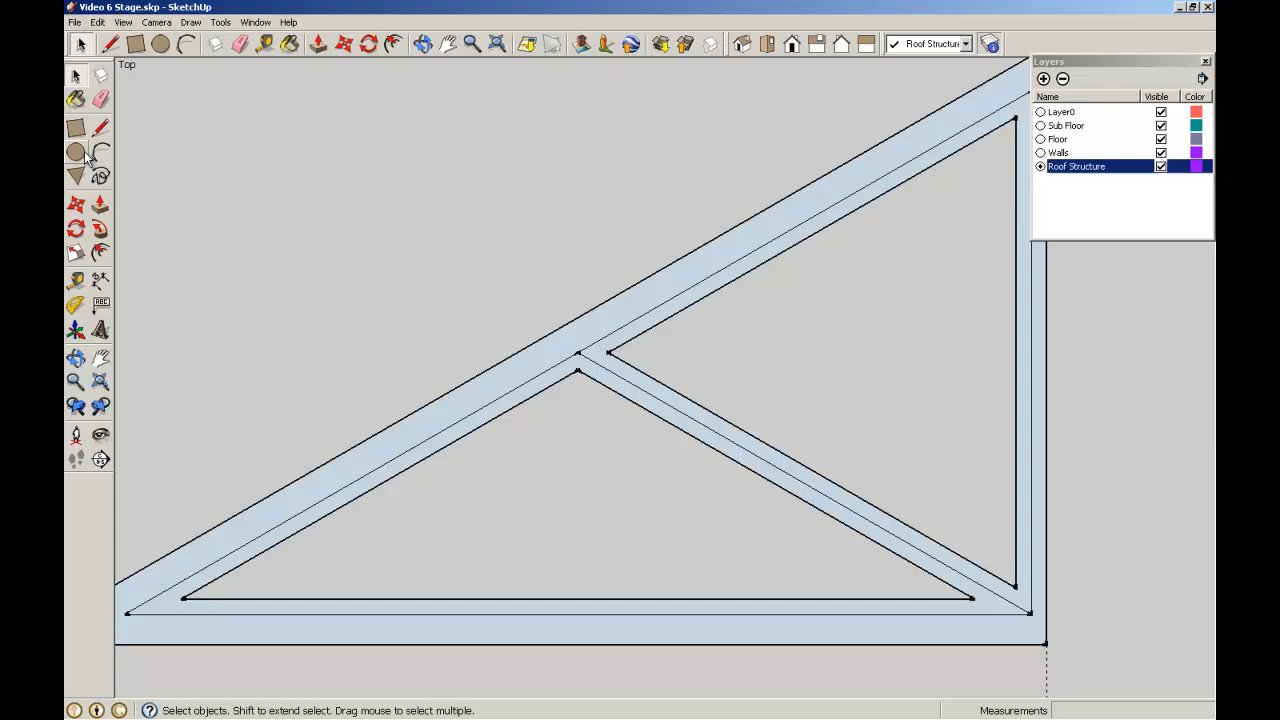 Video 6 Stage.skp - SketchUp
File Edit View Camera Draw Tools Window Help
Roof Structure
Top
Layers
Name Visible Color
Layer0
Sub Floor
Floor
Walls
Roof Structure
ABC
Select objects. Shift to extend select. Drag mouse to select multiple.
Measurements